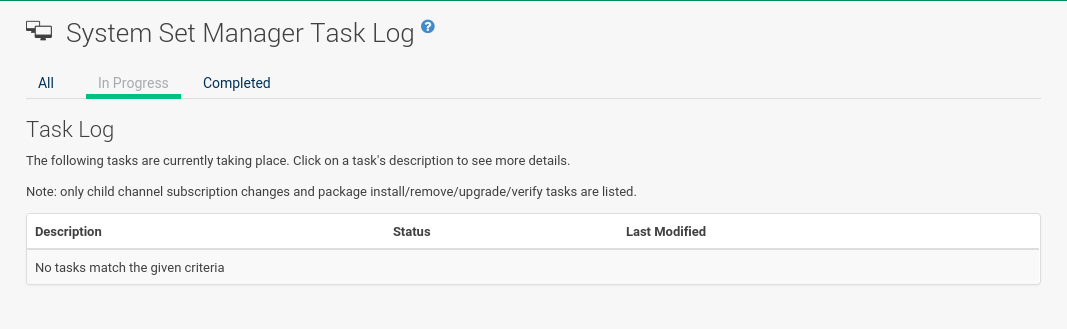 System Set Manager Task Log ?
All In Progress Completed
Task Log
The following tasks are currently taking place. Click on a task's description to see more details.
Note: only child channel subscription changes and package install/remove/upgrade/verify tasks are listed.
Description Status Last Modified
No tasks match the given criteria